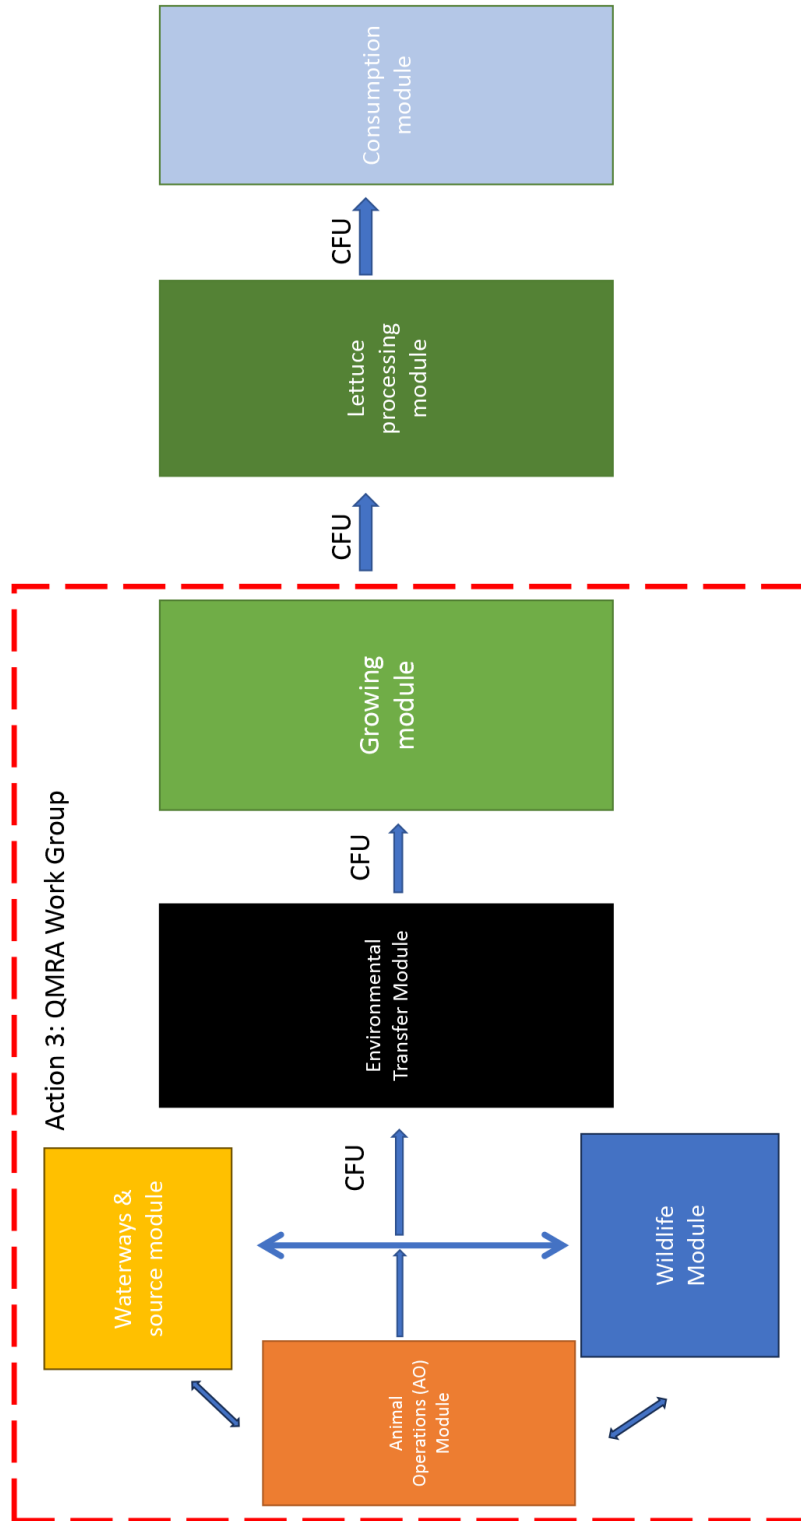 Action 3: QMRA Work Group
Waterways &
source module
Animal
Operations (AO)
Module
Wildlife
Module
CFU
Environmental
Transfer Module
CFU
Growing
module
CFU
Lettuce
processing
module
CFU
Consumption
module